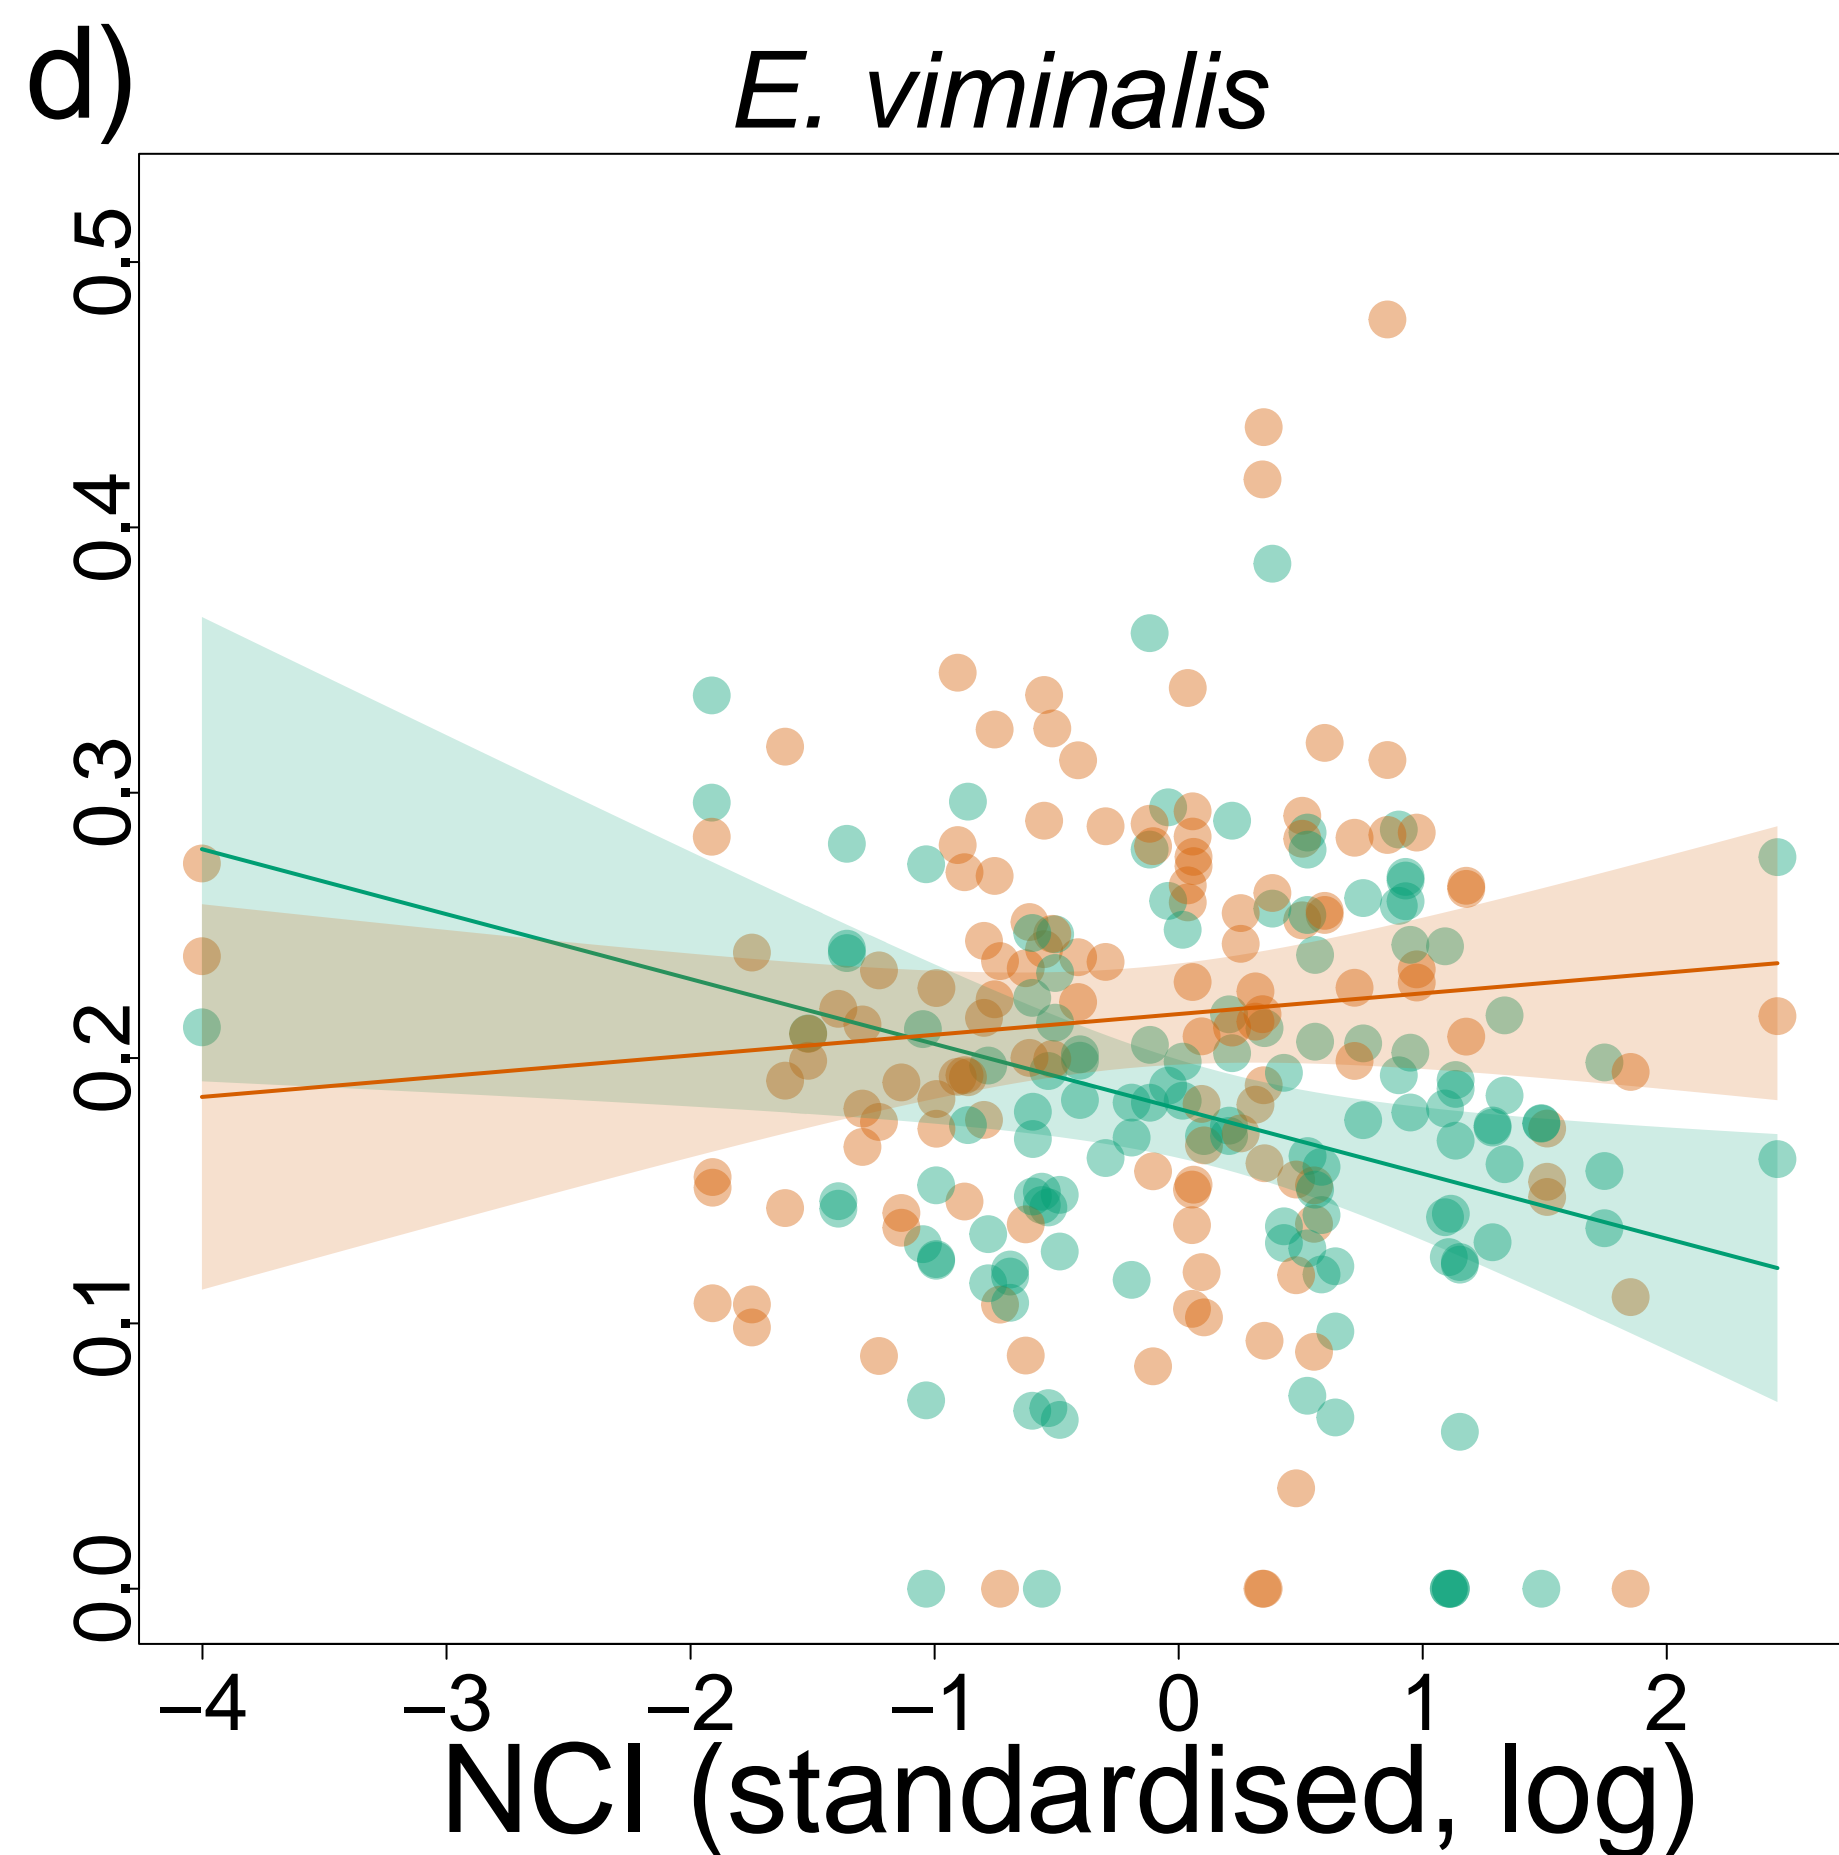 d)
E. viminalis
0.5
0.4
0.3
0.2
0.1
0.0
–4 –3 –2 –1 0 1 2
NCI (standardised, log)